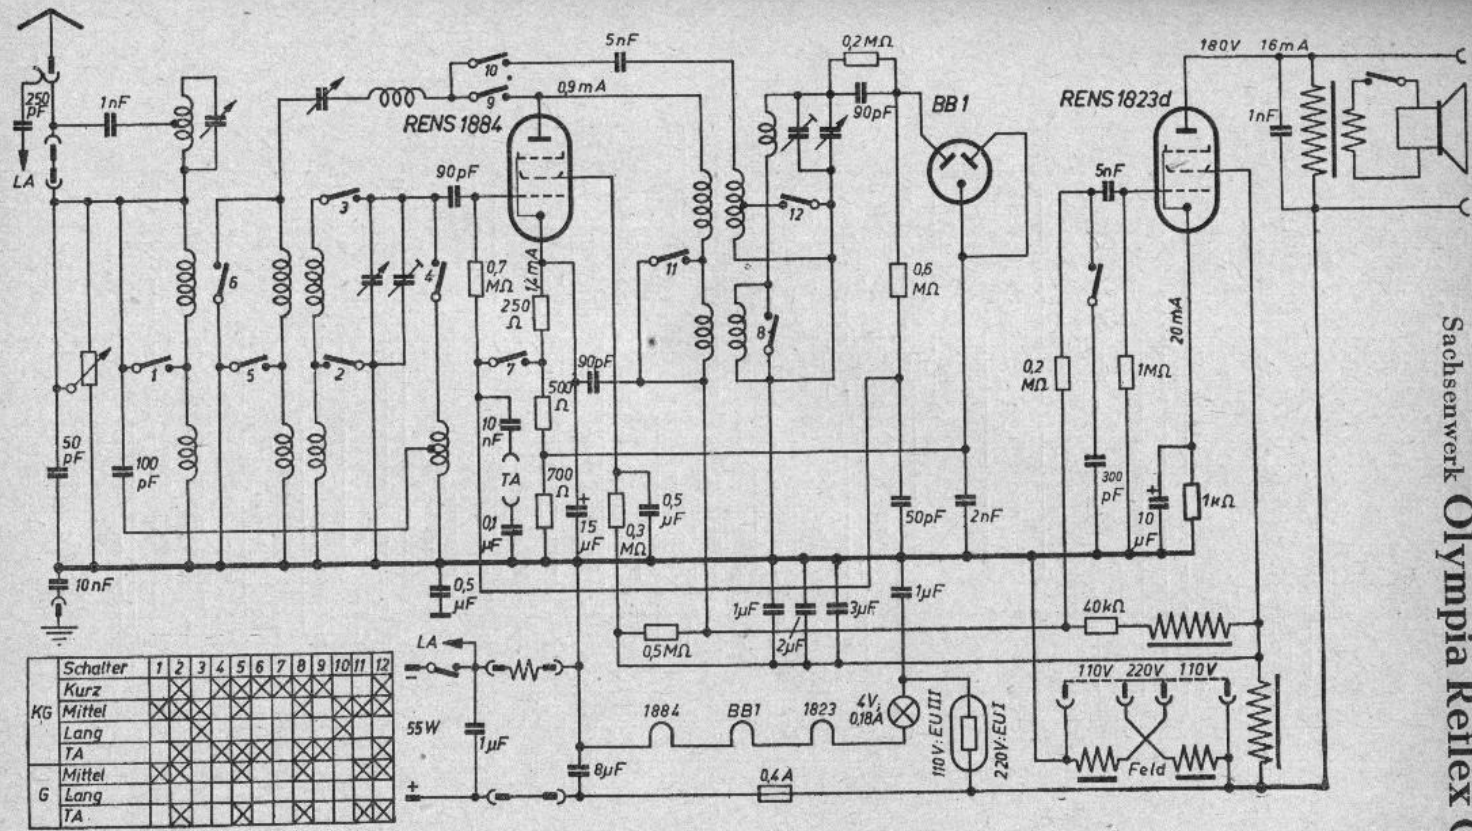 250 pF
1nF
LA
10
9
5nF
0,9mA
RENS 1884
0,2MΩ
90pF
BB1
RENS 1823d
180V 16mA
1nF
5nF
90pF
3
4
6
12
11
8
0,7 MΩ
250 Ω
1,4mA
0,6 MΩ
20mA
1
5
2
7
90pF
500 Ω
0,2 MΩ
1MΩ
50 pF
100 pF
10 nF
TA
700 Ω
0,1 µF
15 µF
+
0,3 MΩ
0,5 µF
50pF
2nF
300 pF
+
10 µF
1kΩ
10nF
0,5 µF
1µF
2µF
3µF
1µF
40kΩ
0,5MΩ
Schalter 1 2 3 4 5 6 7 8 9 10 11 12
KG
Kurz
Mittel
Lang
TA
G
Mittel
Lang
TA
LA
-
55W
+
1µF
8µF
1884
BB1
1823
4V, 0,18A
110V: EU III
220V: EU I
0,4A
110V 220V 110V
Feld
Sachsenwerk Olympia Reflex